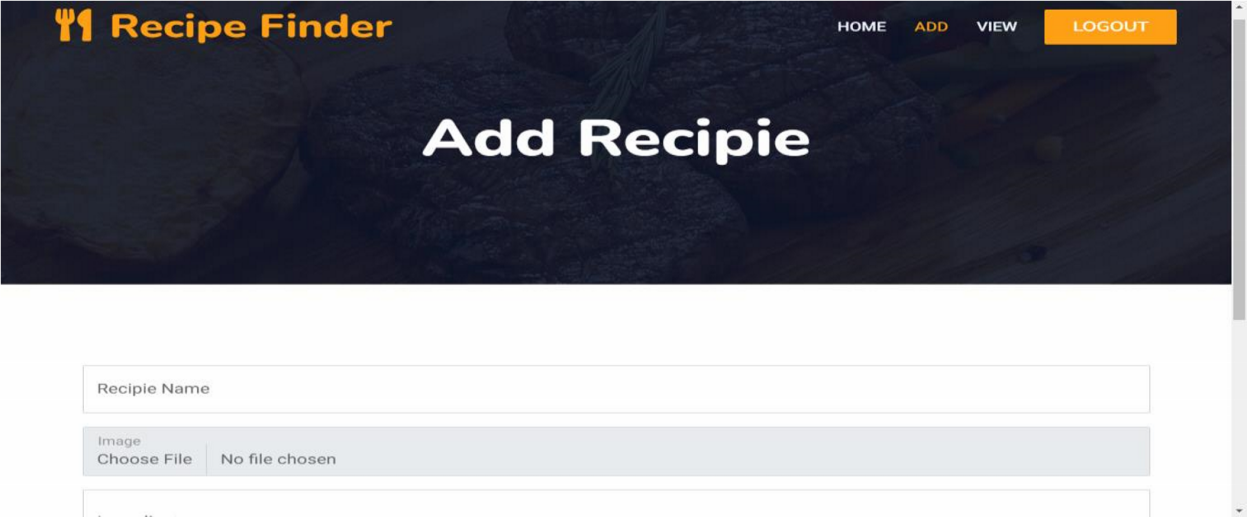 Recipe Finder
HOME ADD VIEW LOGOUT
Add Recipie
Recipie Name
Image
Choose File No file chosen